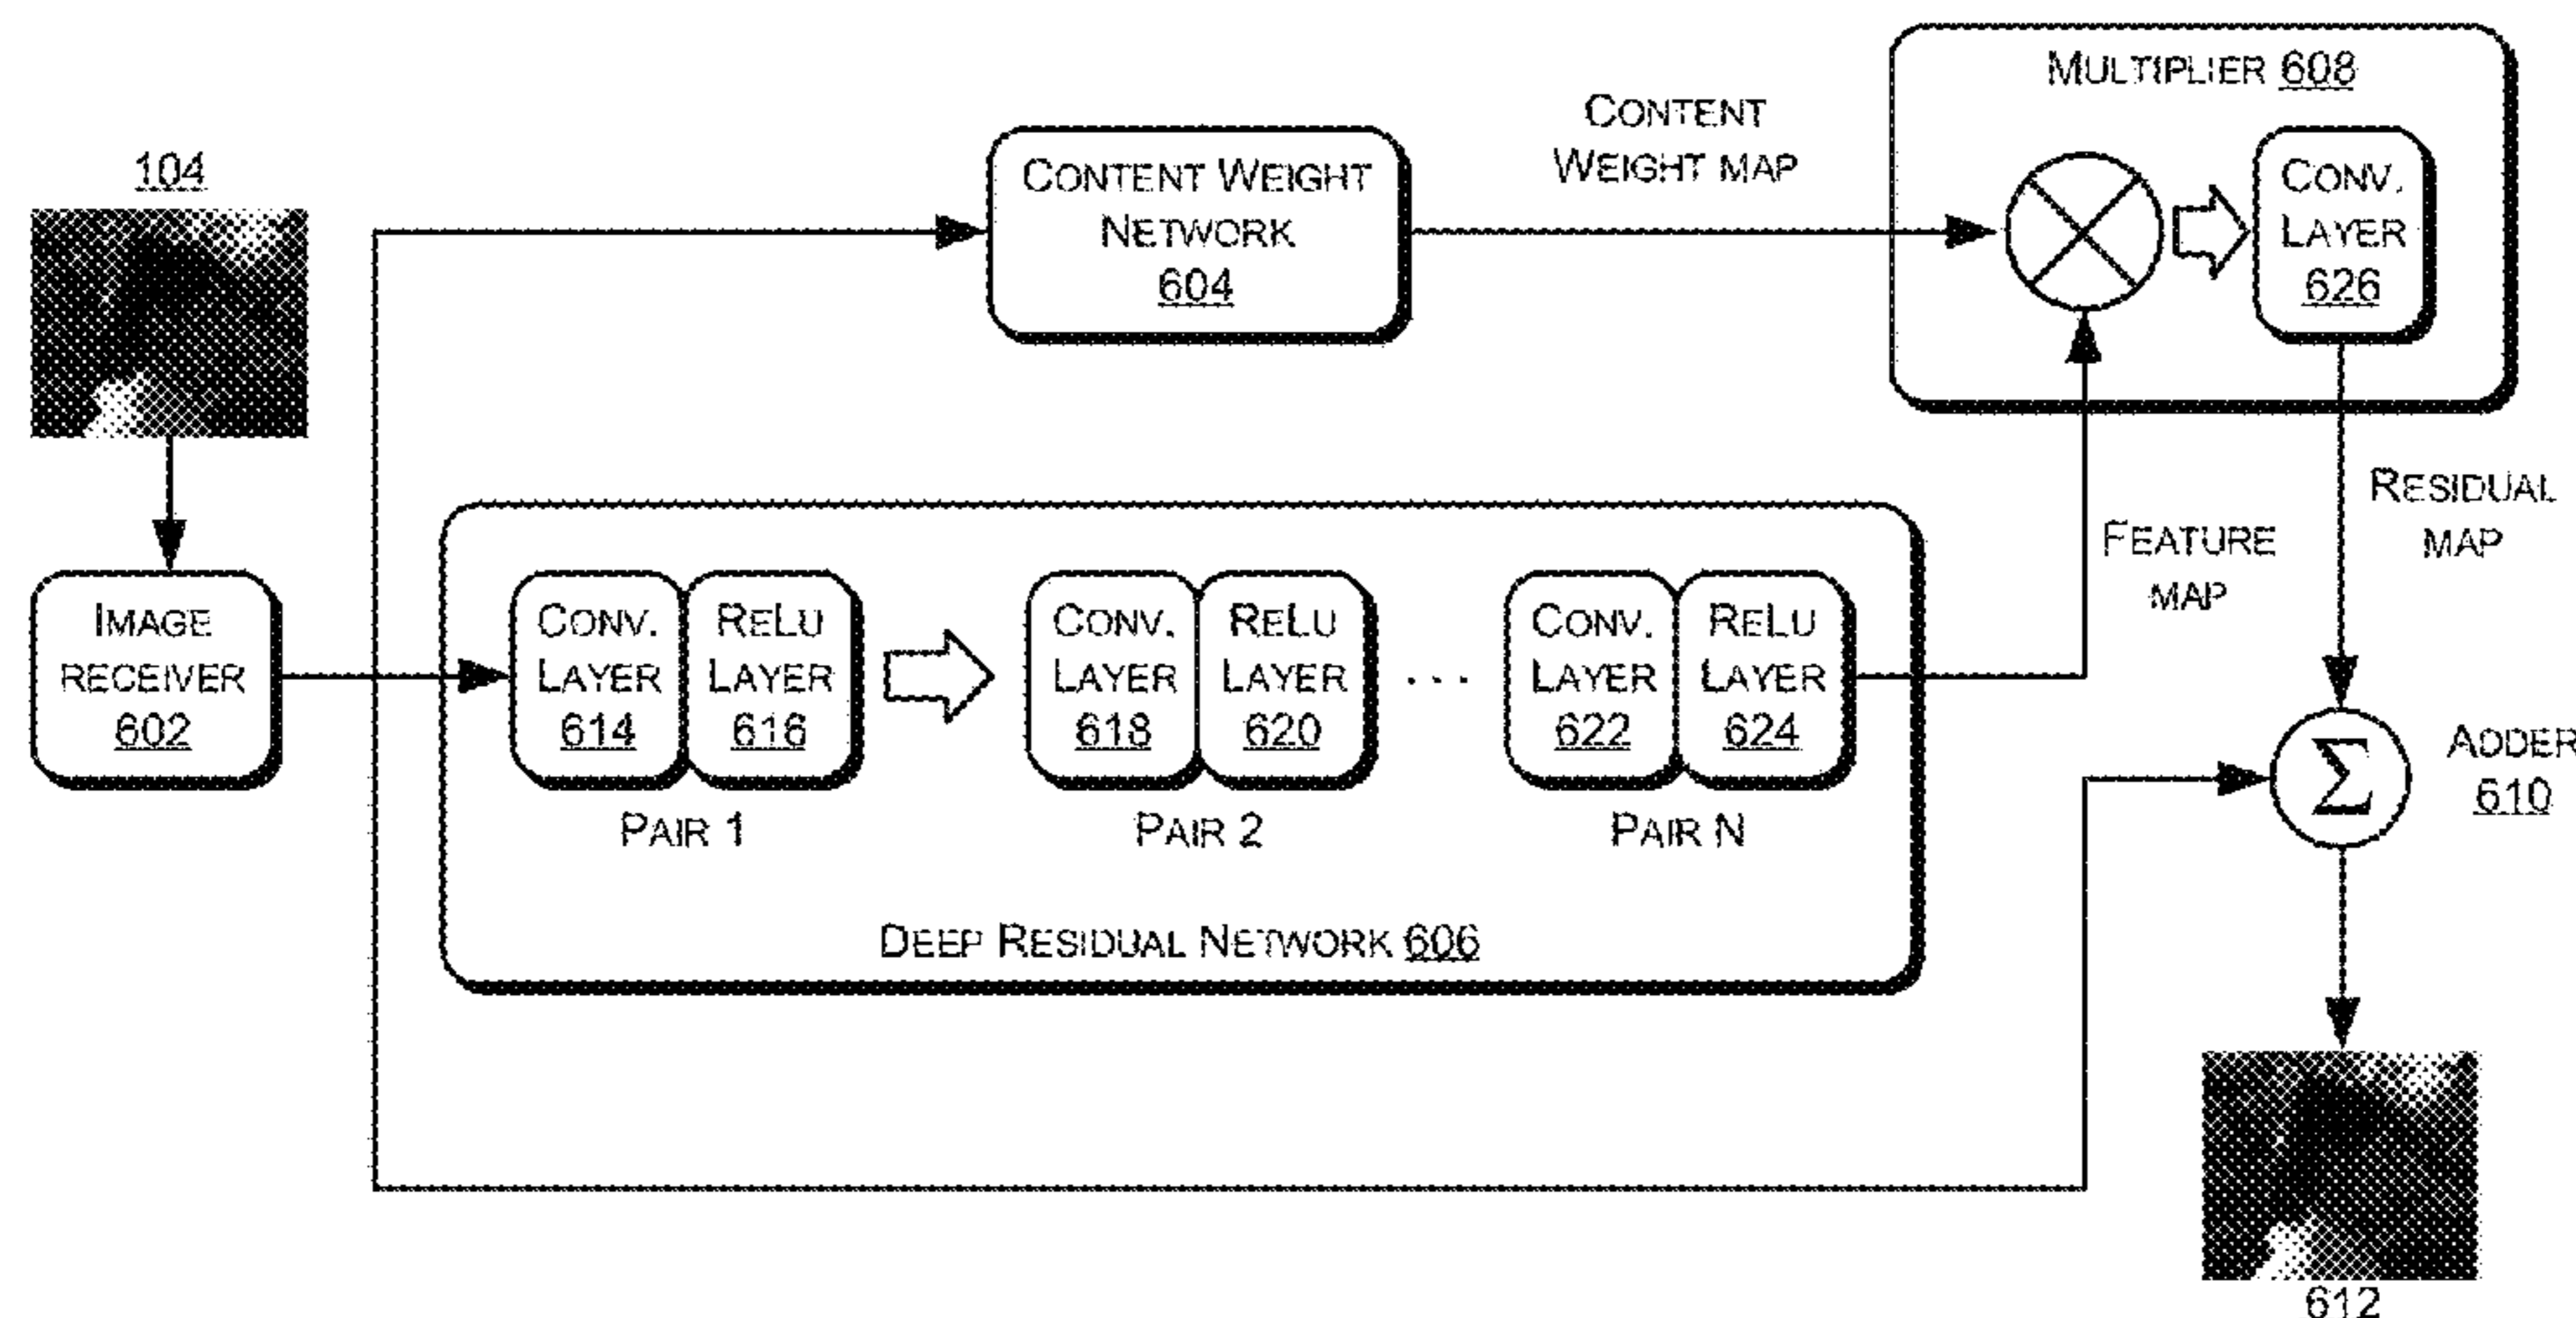 MULTIPLIER 608
CONTENT
WEIGHT MAP
104
CONTENT WEIGHT
NETWORK
604
CONV.
LAYER
626
RESIDUAL
MAP
FEATURE
MAP
IMAGE
RECEIVER
602
CONV.
LAYER
614
RELU
LAYER
616
PAIR 1
CONV.
LAYER
618
RELU
LAYER
620
PAIR 2
...
CONV.
LAYER
622
RELU
LAYER
624
PAIR N
DEEP RESIDUAL NETWORK 606
Σ
ADDER
610
612